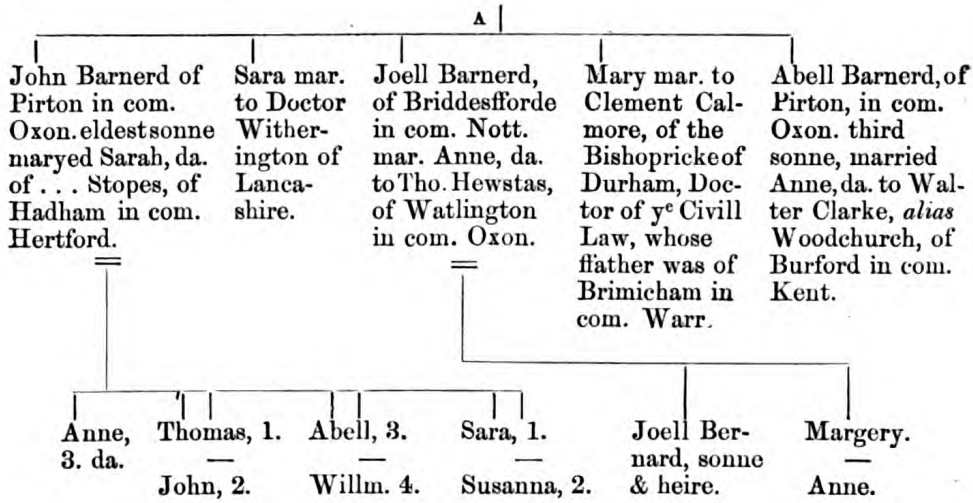 A
John Barnerd of
Pirton in com.
Oxon. eldest sonne
maryed Sarah, da.
of . . . Stopes, of
Hadham in com.
Hertford.
Sara mar.
to Doctor
Wither-
ington of
Lanca-
shire.
Joell Barnerd,
of Briddesfforde
in com. Nott.
mar. Anne, da.
to Tho. Hewstas,
of Watlington
in com. Oxon.
Mary mar. to
Clement Cal-
more, of the
Bishopricke of
Durham, Doc-
tor of yᵉ Civill
Law, whose
ffather was of
Brimicham in
com. Warr.
Abell Barnerd, of
Pirton, in com.
Oxon. third
sonne, married
Anne, da. to Wal-
ter Clarke, alias
Woodchurch, of
Burford in com.
Kent.
Anne,
3. da.
Thomas, 1.
—
John, 2.
Abell, 3.
—
Willm. 4.
Sara, 1.
—
Susanna, 2.
Joell Ber-
nard, sonne
& heire.
Margery.
—
Anne.